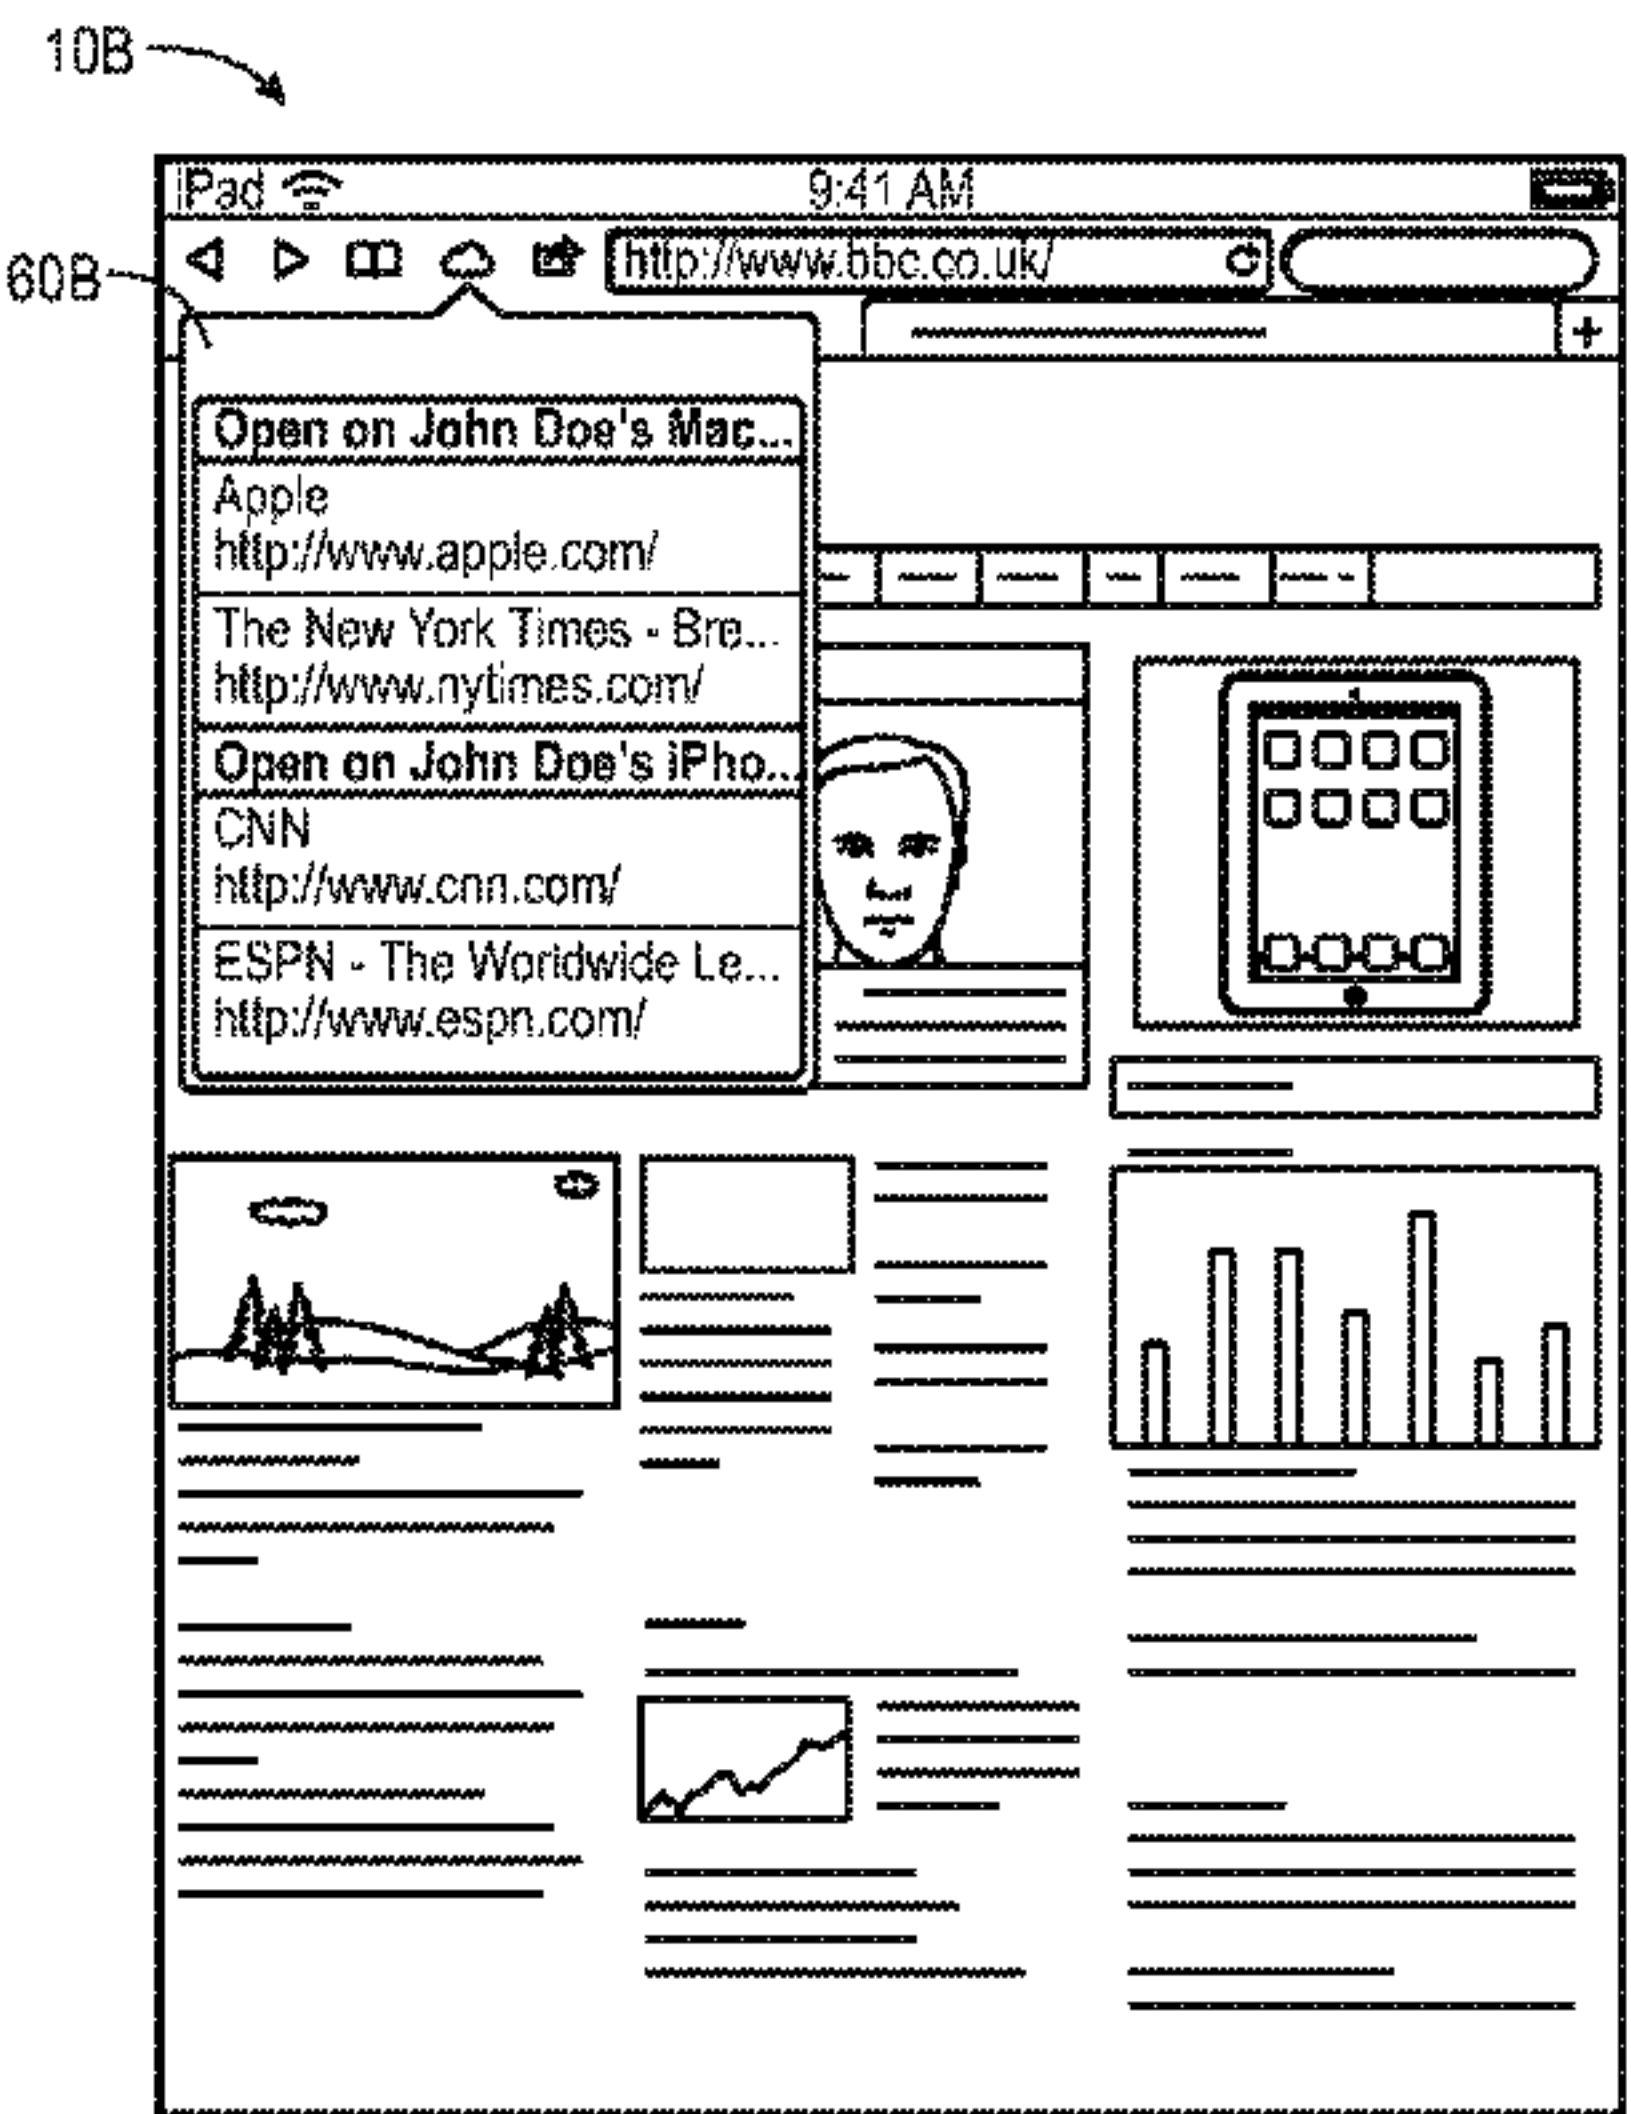 10B
iPad 9:41 AM
60B
http://www.bbc.co.uk/
+
Open on John Doe's Mac...
Apple
http://www.apple.com/
The New York Times - Bre...
http://www.nytimes.com/
Open on John Doe's iPho...
CNN
http://www.cnn.com/
ESPN - The Worldwide Le...
http://www.espn.com/